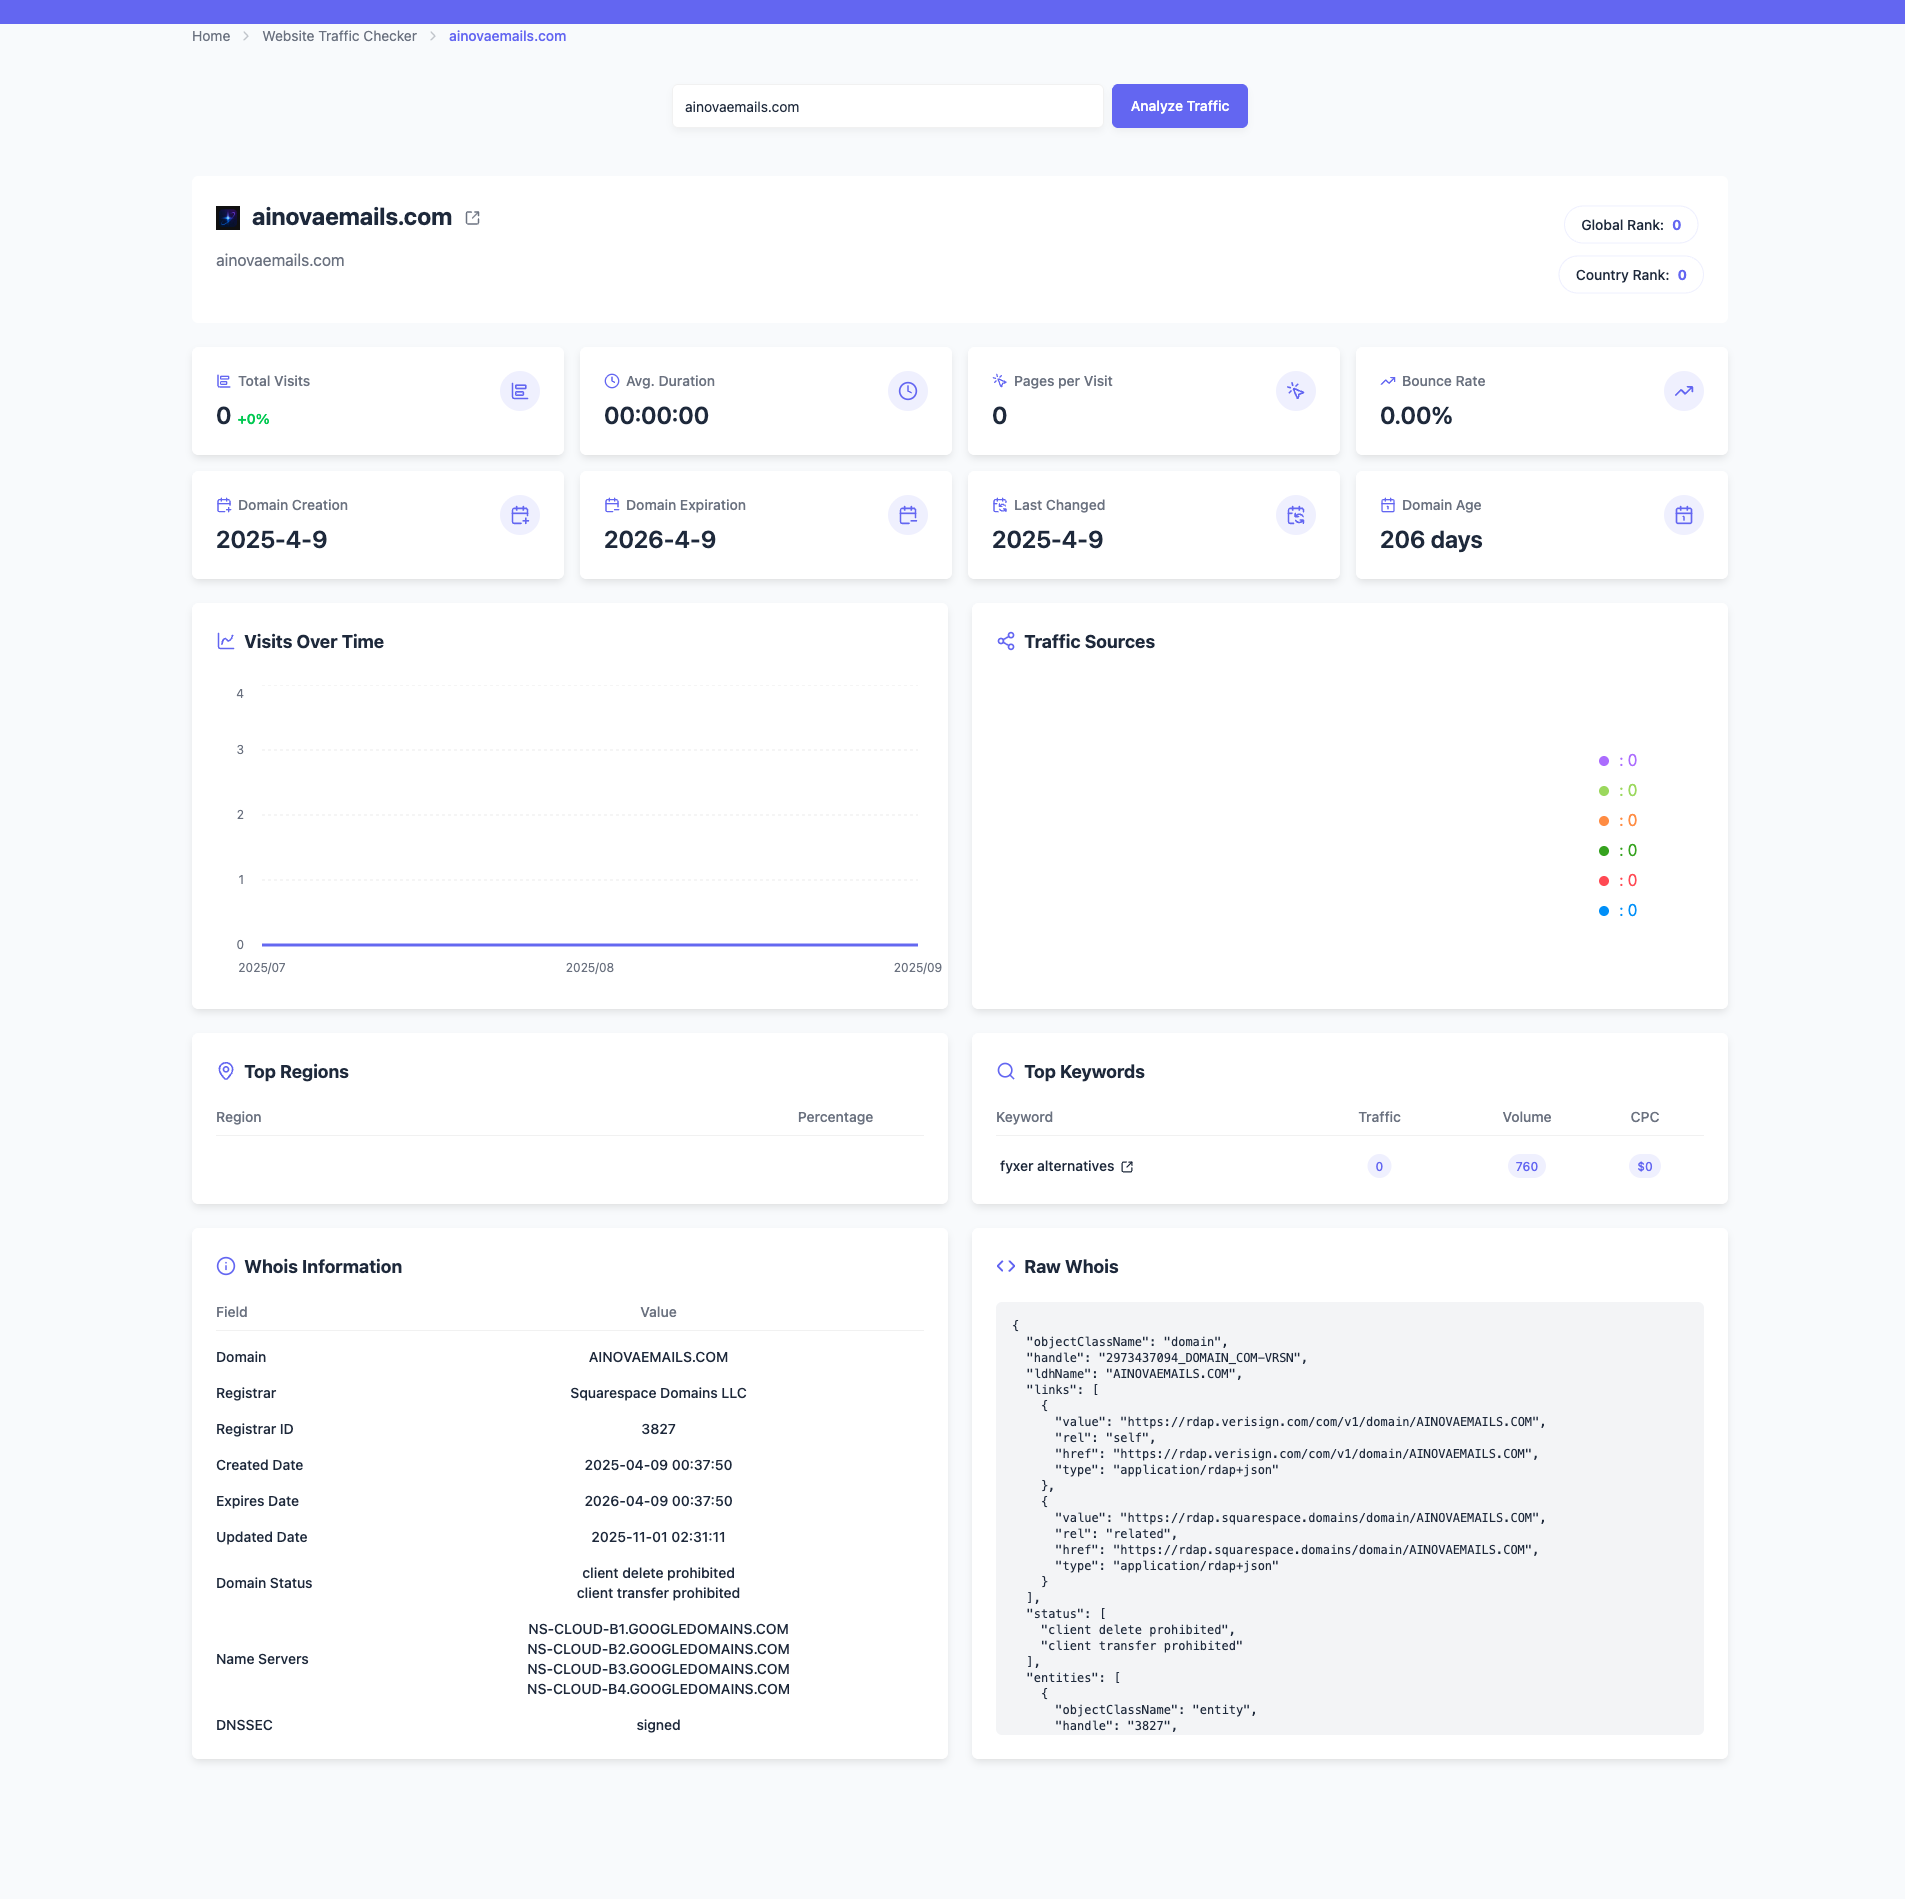 Home > Website Traffic Checker > ainovaemails.com
ainovaemails.com
Analyze Traffic
ainovaemails.com
ainovaemails.com
Global Rank: 0
Country Rank: 0
Total Visits
0 +0%
Avg. Duration
00:00:00
Pages per Visit
0
Bounce Rate
0.00%
Domain Creation
2025-4-9
Domain Expiration
2026-4-9
Last Changed
2025-4-9
Domain Age
206 days
Visits Over Time
4
3
2
1
0
2025/07 2025/08 2025/09
Traffic Sources
: 0
: 0
: 0
: 0
: 0
: 0
Top Regions
Region Percentage
Top Keywords
Keyword Traffic Volume CPC
fyxer alternatives 0 760 $0
Whois Information
Field Value
Domain AINOVAEMAILS.COM
Registrar Squarespace Domains LLC
Registrar ID 3827
Created Date 2025-04-09 00:37:50
Expires Date 2026-04-09 00:37:50
Updated Date 2025-11-01 02:31:11
Domain Status client delete prohibited
client transfer prohibited
Name Servers NS-CLOUD-B1.GOOGLEDOMAINS.COM
NS-CLOUD-B2.GOOGLEDOMAINS.COM
NS-CLOUD-B3.GOOGLEDOMAINS.COM
NS-CLOUD-B4.GOOGLEDOMAINS.COM
DNSSEC signed
Raw Whois
{
"objectClassName": "domain",
"handle": "2973437094_DOMAIN_COM-VRSN",
"ldhName": "AINOVAEMAILS.COM",
"links": [
{
"value": "https://rdap.verisign.com/com/v1/domain/AINOVAEMAILS.COM",
"rel": "self",
"href": "https://rdap.verisign.com/com/v1/domain/AINOVAEMAILS.COM",
"type": "application/rdap+json"
},
{
"value": "https://rdap.squarespace.domains/domain/AINOVAEMAILS.COM",
"rel": "related",
"href": "https://rdap.squarespace.domains/domain/AINOVAEMAILS.COM",
"type": "application/rdap+json"
}
],
"status": [
"client delete prohibited",
"client transfer prohibited"
],
"entities": [
{
"objectClassName": "entity",
"handle": "3827",